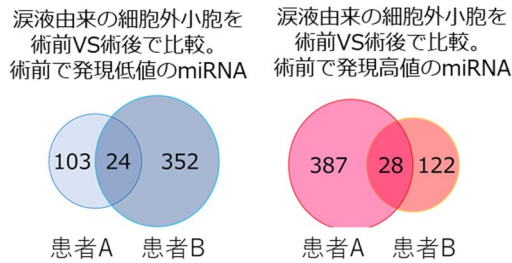 涙液由来の細胞外小胞を
術前VS術後で比較。
術前で発現低値のmiRNA
103 24 352
患者A 患者B
涙液由来の細胞外小胞を
術前VS術後で比較。
術前で発現高値のmiRNA
387 28 122
患者A 患者B